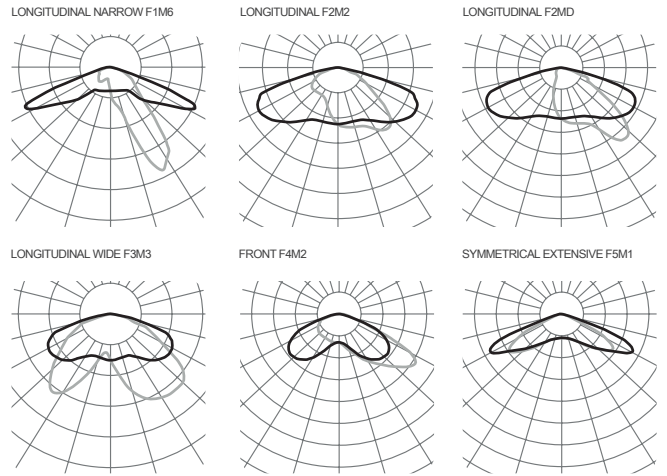 LONGITUDINAL NARROW F1M6
LONGITUDINAL F2M2
LONGITUDINAL F2MD
LONGITUDINAL WIDE F3M3
FRONT F4M2
SYMMETRICAL EXTENSIVE F5M1